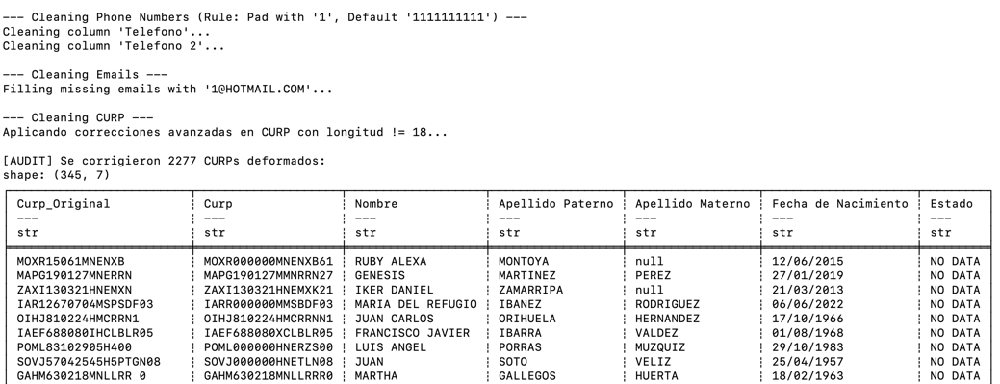 --- Cleaning Phone Numbers (Rule: Pad with '1', Default '1111111111') ---
Cleaning column 'Telefono'...
Cleaning column 'Telefono 2'...
--- Cleaning Emails ---
Filling missing emails with '1@HOTMAIL.COM'...
--- Cleaning CURP ---
Aplicando correcciones avanzadas en CURP con longitud != 18...
[AUDIT] Se corrigieron 2277 CURPs deformados:
shape: (345, 7)
Curp_Original Curp Nombre Apellido Paterno Apellido Materno Fecha de Nacimiento Estado
--- --- --- --- --- --- ---
str str str str str str str
MOXR15061MNENXB MOXR000000MNENXB61 RUBY ALEXA MONTOYA null 12/06/2015 NO DATA
MAPG190127MNERRN MAPG190127MMNRRN27 GENESIS MARTINEZ PEREZ 27/01/2019 NO DATA
ZAXI130321HNEMXN ZAXI130321HNEMXK21 IKER DANIEL ZAMARRIPA null 21/03/2013 NO DATA
IAR12670704MSPSDF03 IARR000000MMSBDF03 MARIA DEL REFUGIO IBANEZ RODRIGUEZ 06/06/2022 NO DATA
OIHJ810224HMCRRN1 OIHJ810224HMCRRNN1 JUAN CARLOS ORIHUELA HERNANDEZ 17/10/1966 NO DATA
IAEF688080IHCLBLR05 IAEF688080XCLBLR05 FRANCISCO JAVIER IBARRA VALDEZ 01/08/1968 NO DATA
POML83102905H400 POML000000HNERZS00 LUIS ANGEL PORRAS MUZQUIZ 29/10/1983 NO DATA
SOVJ57042545H5PTGN08 SOVJ000000HNETLN08 JUAN SOTO VELIZ 25/04/1957 NO DATA
GAHM630218MNLLRR 0 GAHM630218MNLLRRR0 MARTHA GALLEGOS HUERTA 18/02/1963 NO DATA